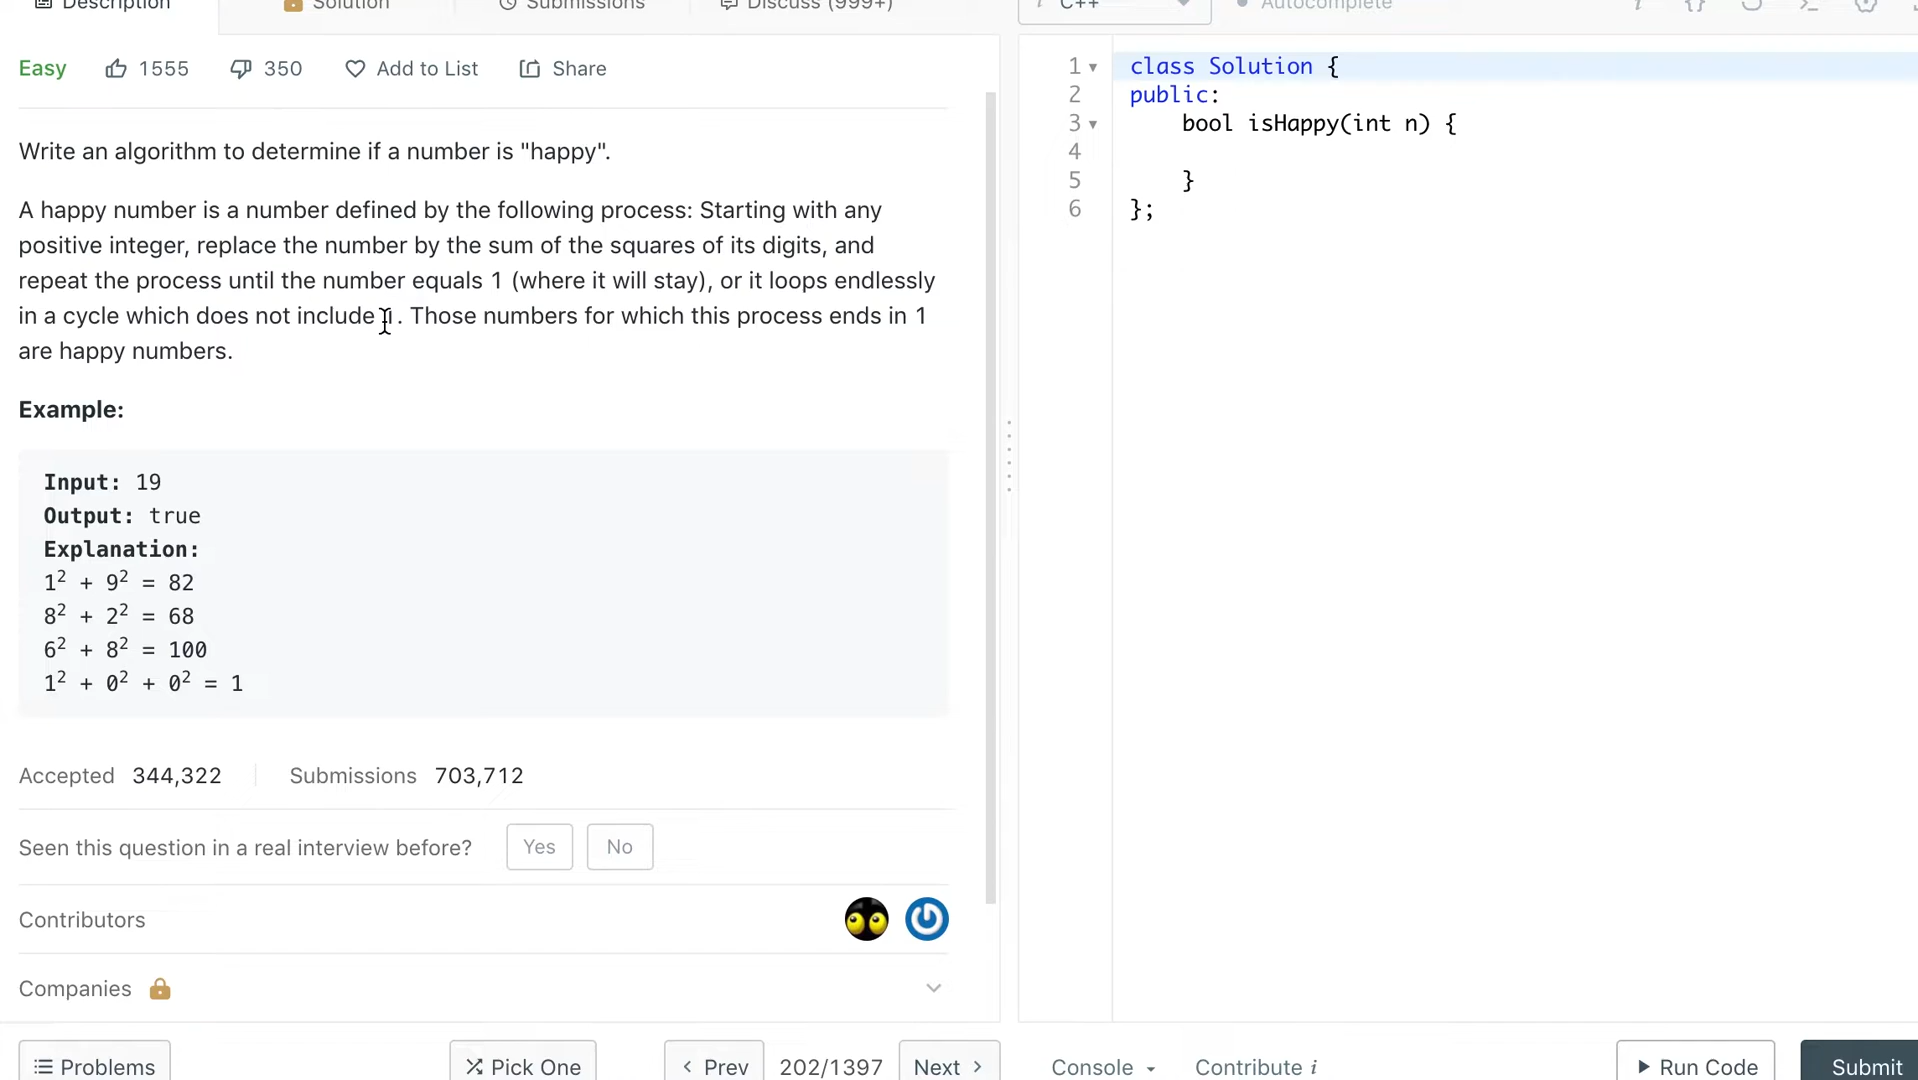 Description Solution Submissions Discuss (999+)
i C++ Autocomplete i {}
Easy 1555 350 Add to List Share
Write an algorithm to determine if a number is "happy".
A happy number is a number defined by the following process: Starting with any
positive integer, replace the number by the sum of the squares of its digits, and
repeat the process until the number equals 1 (where it will stay), or it loops endlessly
in a cycle which does not include 1. Those numbers for which this process ends in 1
are happy numbers.
Example:
Input: 19
Output: true
Explanation:
1² + 9² = 82
8² + 2² = 68
6² + 8² = 100
1² + 0² + 0² = 1
Accepted 344,322 Submissions 703,712
Seen this question in a real interview before? Yes No
Contributors
Companies
Problems Pick One < Prev 202/1397 Next >
1 class Solution {
2 public:
3 bool isHappy(int n) {
4
5 }
6 };
Console Contribute i Run Code Submit